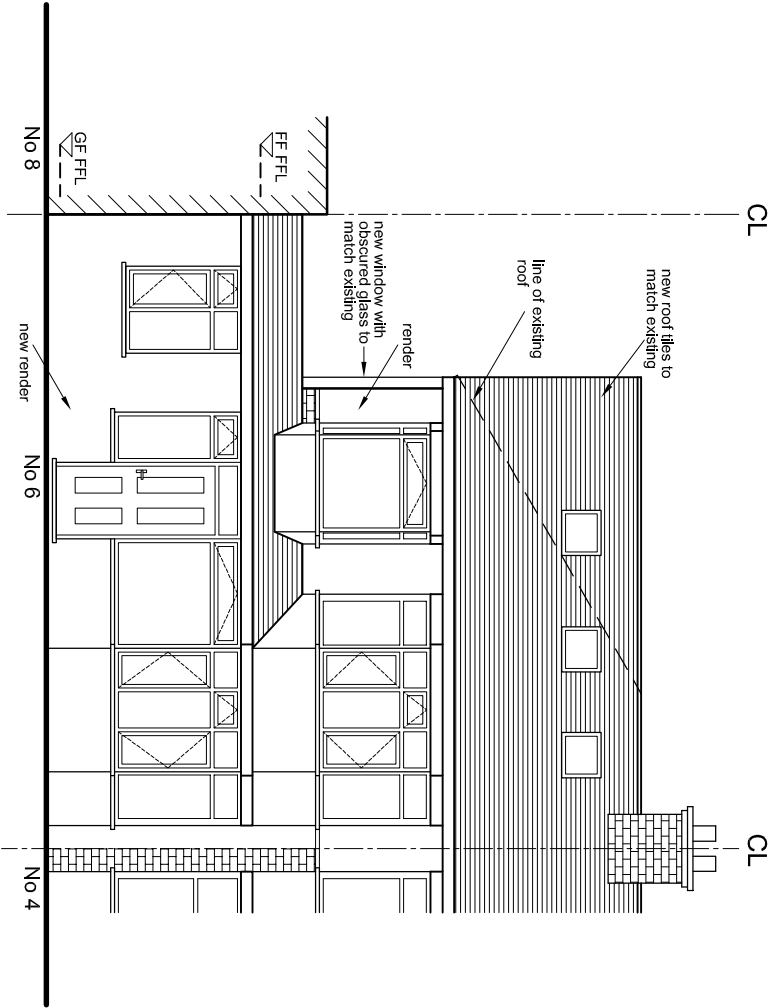 CL
CL
new roof tiles to
match existing
line of existing
roof
new window with
obscured glass to
match existing
render
FF FFL
GF FFL
new render
No 8
No 6
No 4